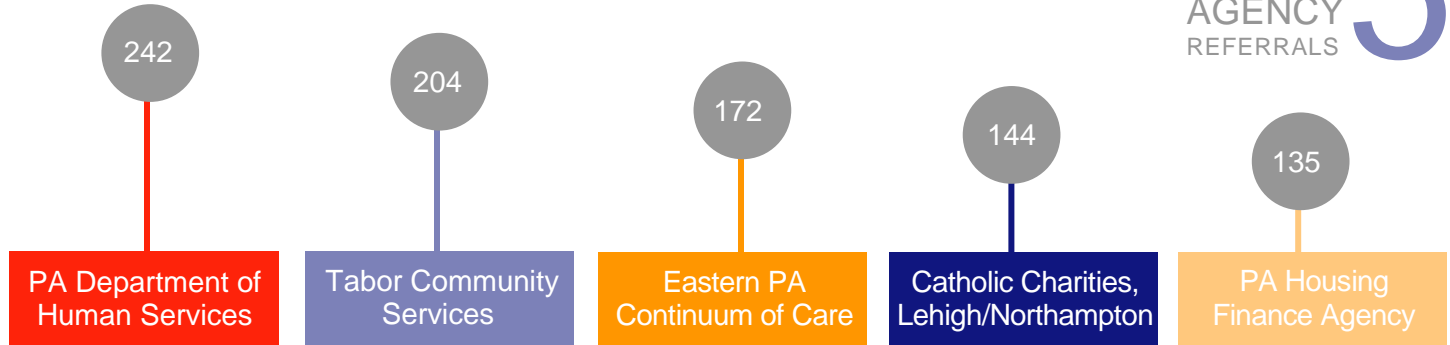 AGENCY
REFERRALS
242
204
172
144
135
PA Department of
Human Services
Tabor Community
Services
Eastern PA
Continuum of Care
Catholic Charities,
Lehigh/Northampton
PA Housing
Finance Agency